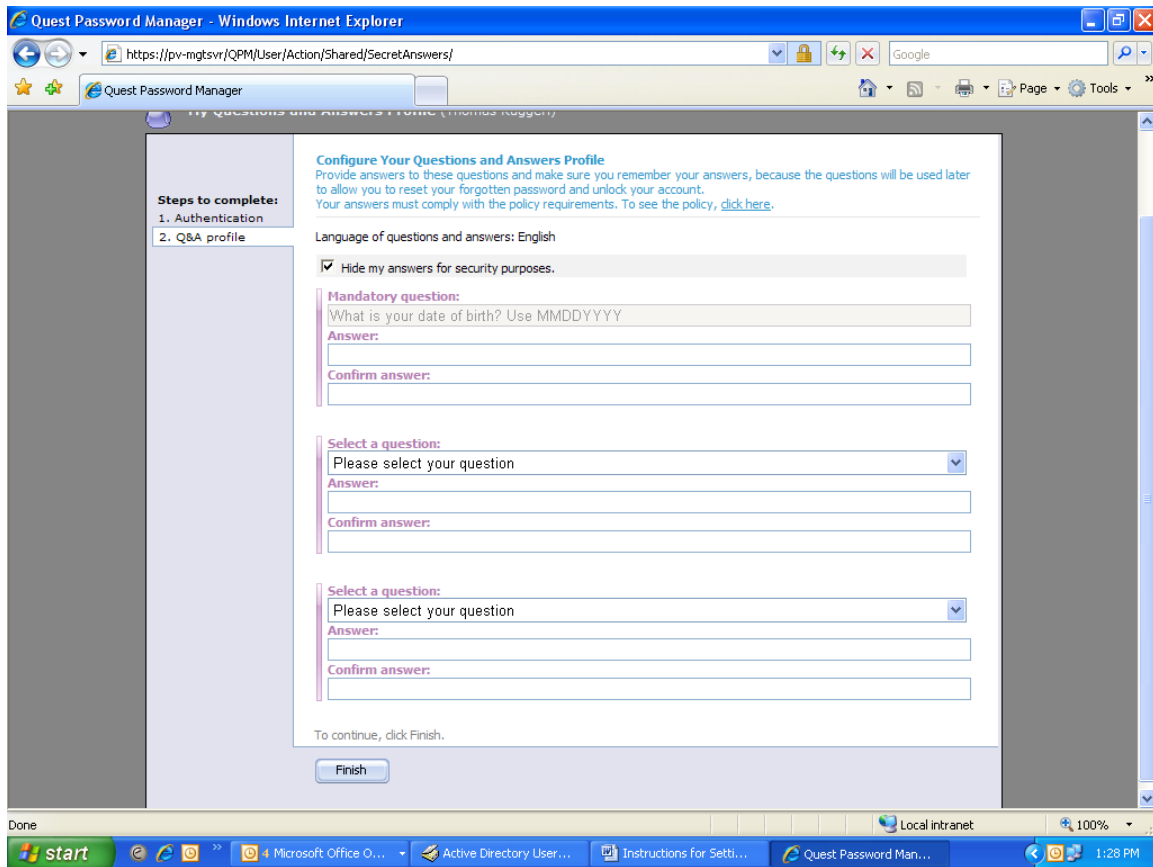 Quest Password Manager - Windows Internet Explorer
https://pv-mgtsvr/QPM/User/Action/Shared/SecretAnswers/
Google
Quest Password Manager
Page
Tools
My Questions and Answers Profile (Thomas Ruggeri)
Configure Your Questions and Answers Profile
Provide answers to these questions and make sure you remember your answers, because the questions will be used later
to allow you to reset your forgotten password and unlock your account.
Your answers must comply with the policy requirements. To see the policy, click here.
Steps to complete:
1. Authentication
2. Q&A profile
Language of questions and answers: English
Hide my answers for security purposes.
Mandatory question:
What is your date of birth? Use MMDDYYYY
Answer:
Confirm answer:
Select a question:
Please select your question
Answer:
Confirm answer:
Select a question:
Please select your question
Answer:
Confirm answer:
To continue, click Finish.
Finish
Done
Local intranet
100%
start
4 Microsoft Office O...
Active Directory User...
Instructions for Setti...
Quest Password Man...
1:28 PM